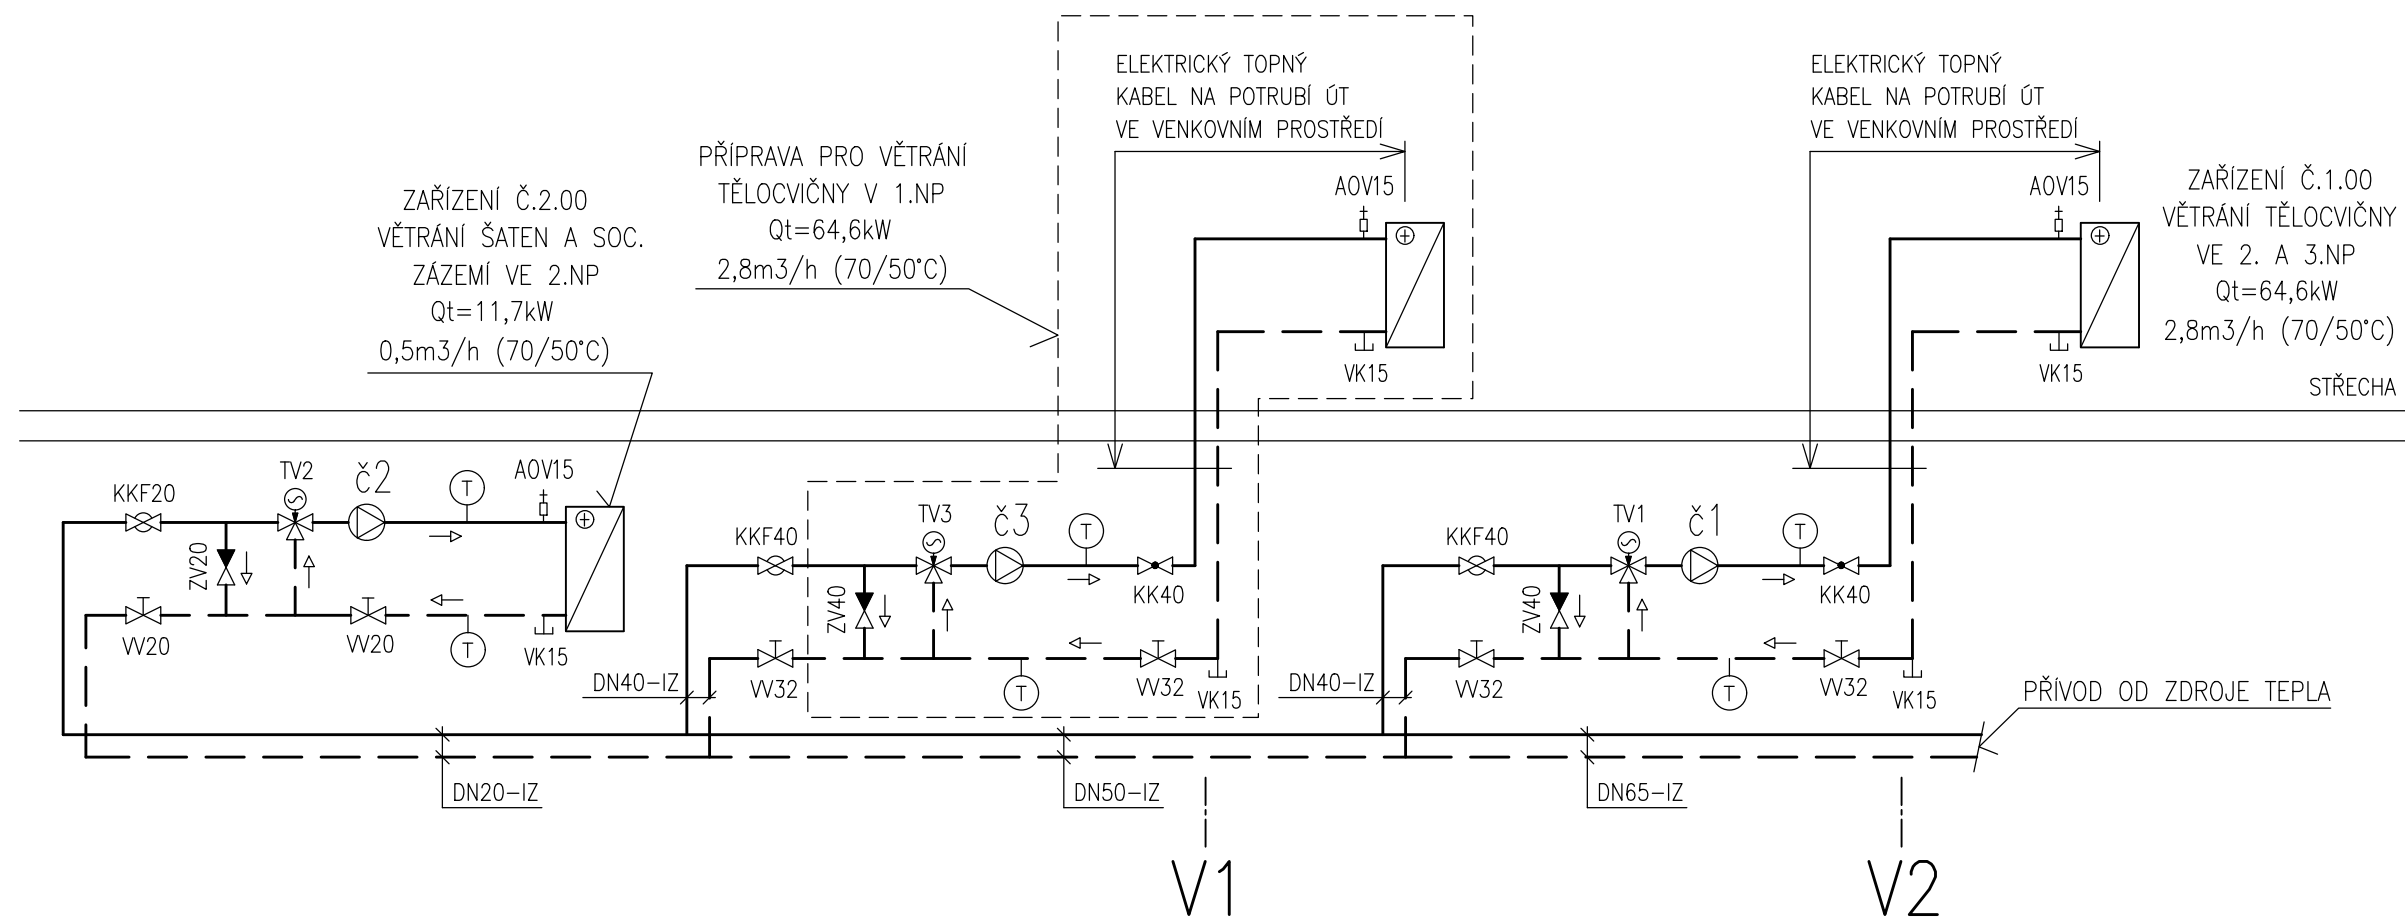 ELEKTRICKÝ TOPNÝ
KABEL NA POTRUBÍ ÚT
VE VENKOVNÍM PROSTŘEDÍ
ELEKTRICKÝ TOPNÝ
KABEL NA POTRUBÍ ÚT
VE VENKOVNÍM PROSTŘEDÍ
PŘÍPRAVA PRO VĚTRÁNÍ
TĚLOCVIČNY V 1.NP
Qt=64,6kW
2,8m3/h (70/50°C)
ZAŘÍZENÍ Č.2.00
VĚTRÁNÍ ŠATEN A SOC.
ZÁZEMÍ VE 2.NP
Qt=11,7kW
0,5m3/h (70/50°C)
ZAŘÍZENÍ Č.1.00
VĚTRÁNÍ TĚLOCVIČNY
VE 2. A 3.NP
Qt=64,6kW
2,8m3/h (70/50°C)
AOV15
VK15
AOV15
VK15
STŘECHA
KKF20
TV2
č2
T
AOV15
ZV20
VV20
VV20
T
VK15
KKF40
TV3
č3
T
KK40
ZV40
VV32
T
VV32
VK15
DN40-IZ
KKF40
TV1
č1
T
KK40
ZV40
VV32
T
VV32
VK15
DN40-IZ
PŘÍVOD OD ZDROJE TEPLA
DN20-IZ
DN50-IZ
DN65-IZ
V1
V2